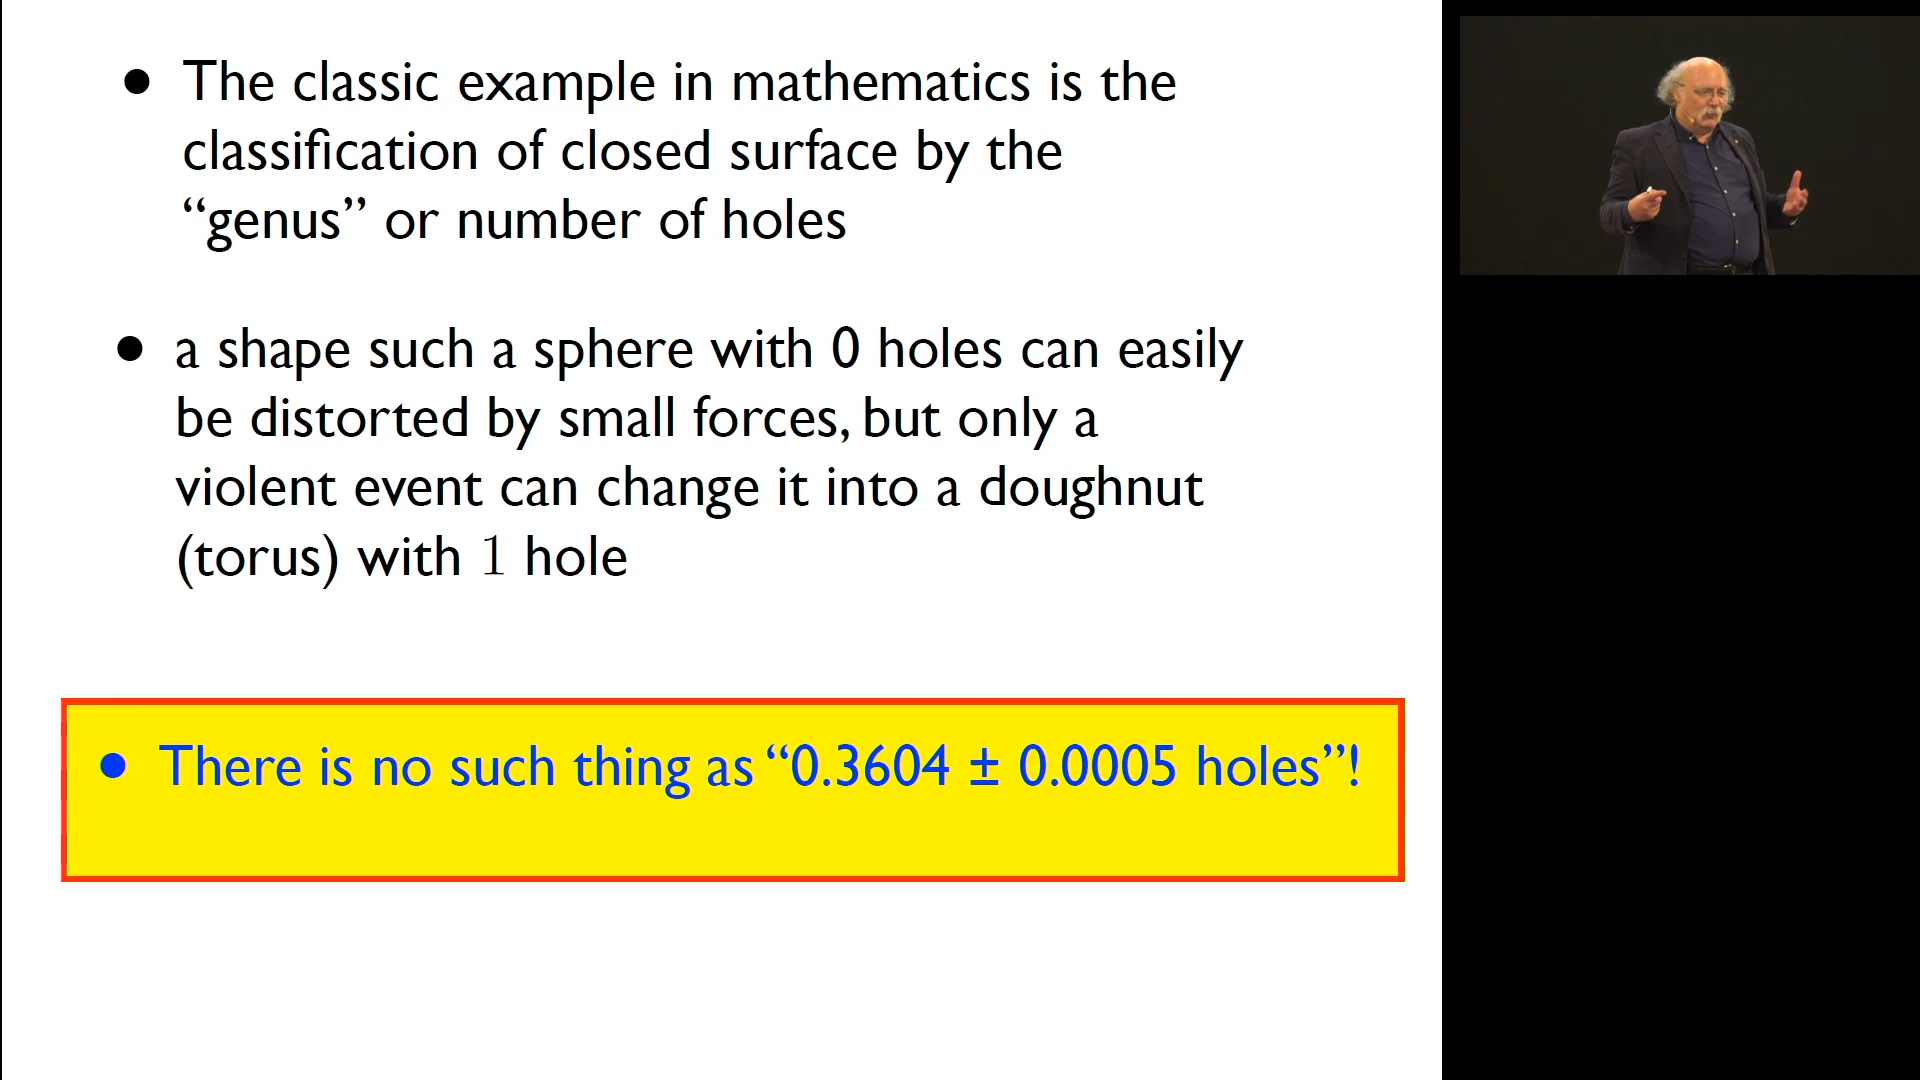 • The classic example in mathematics is the
classification of closed surface by the
“genus” or number of holes
• a shape such a sphere with 0 holes can easily
be distorted by small forces, but only a
violent event can change it into a doughnut
(torus) with 1 hole
• There is no such thing as “0.3604 ± 0.0005 holes”!